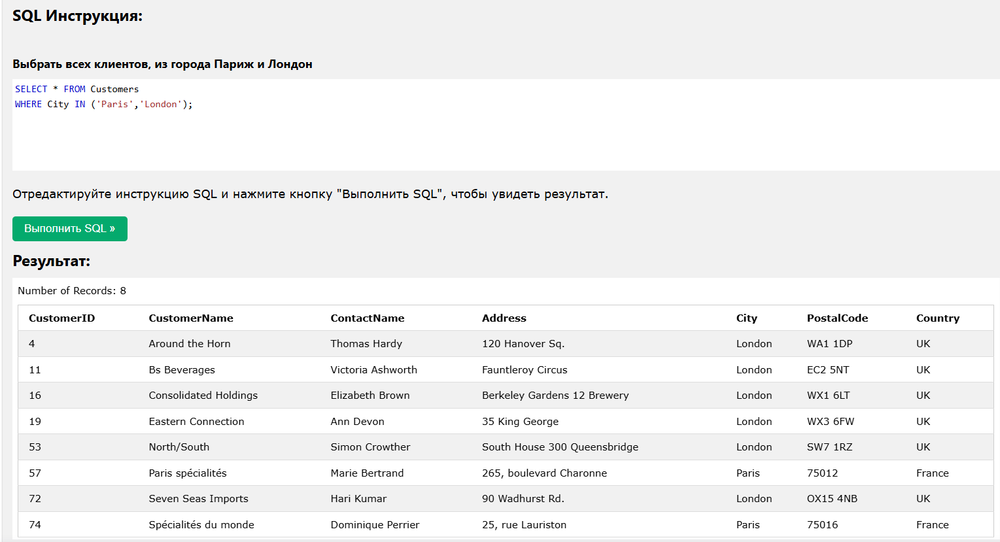 SQL Инструкция:
Выбрать всех клиентов, из города Париж и Лондон
SELECT * FROM Customers
WHERE City IN ('Paris','London');
Отредактируйте инструкцию SQL и нажмите кнопку "Выполнить SQL", чтобы увидеть результат.
Выполнить SQL »
Результат:
Number of Records: 8
CustomerID CustomerName ContactName Address City PostalCode Country
4 Around the Horn Thomas Hardy 120 Hanover Sq. London WA1 1DP UK
11 Bs Beverages Victoria Ashworth Fauntleroy Circus London EC2 5NT UK
16 Consolidated Holdings Elizabeth Brown Berkeley Gardens 12 Brewery London WX1 6LT UK
19 Eastern Connection Ann Devon 35 King George London WX3 6FW UK
53 North/South Simon Crowther South House 300 Queensbridge London SW7 1RZ UK
57 Paris spécialités Marie Bertrand 265, boulevard Charonne Paris 75012 France
72 Seven Seas Imports Hari Kumar 90 Wadhurst Rd. London OX15 4NB UK
74 Spécialités du monde Dominique Perrier 25, rue Lauriston Paris 75016 France